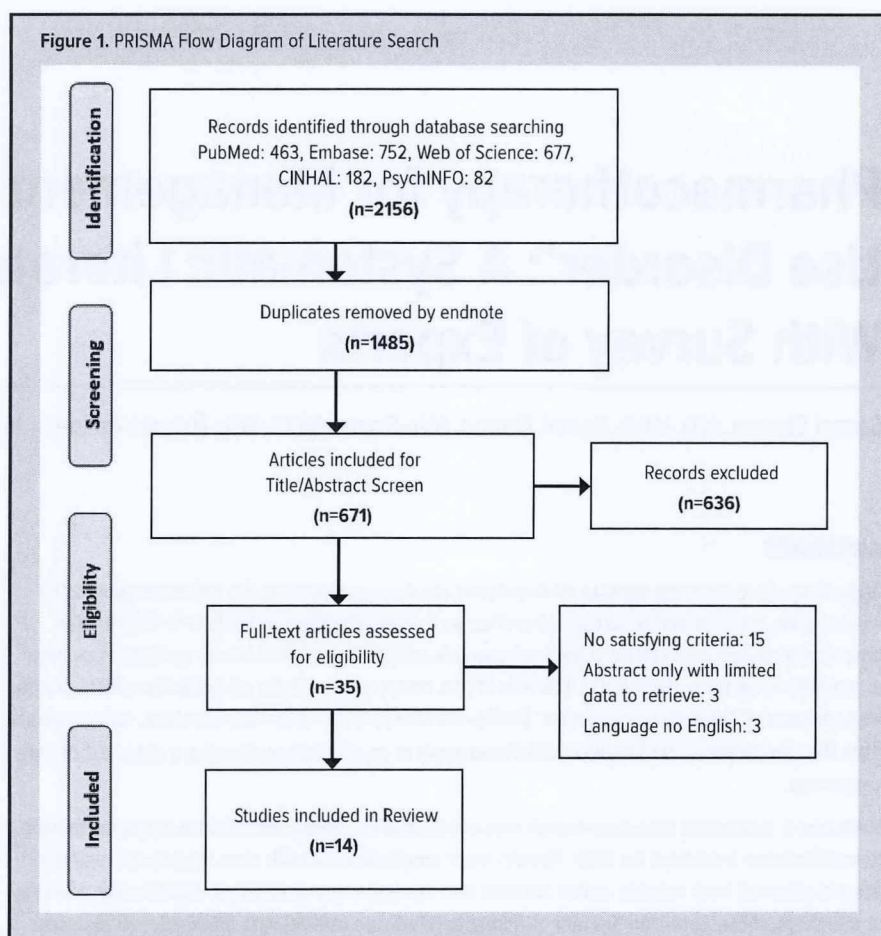 Figure 1. PRISMA Flow Diagram of Literature Search
Identification
Records identified through database searching
PubMed: 463, Embase: 752, Web of Science: 677,
CINHAL: 182, PsychINFO: 82
(n=2156)
Screening
Duplicates removed by endnote
(n=1485)
Articles included for
Title/Abstract Screen
(n=671)
Records excluded
(n=636)
Eligibility
Full-text articles assessed
for eligibility
(n=35)
No satisfying criteria: 15
Abstract only with limited
data to retrieve: 3
Language no English: 3
Included
Studies included in Review
(n=14)